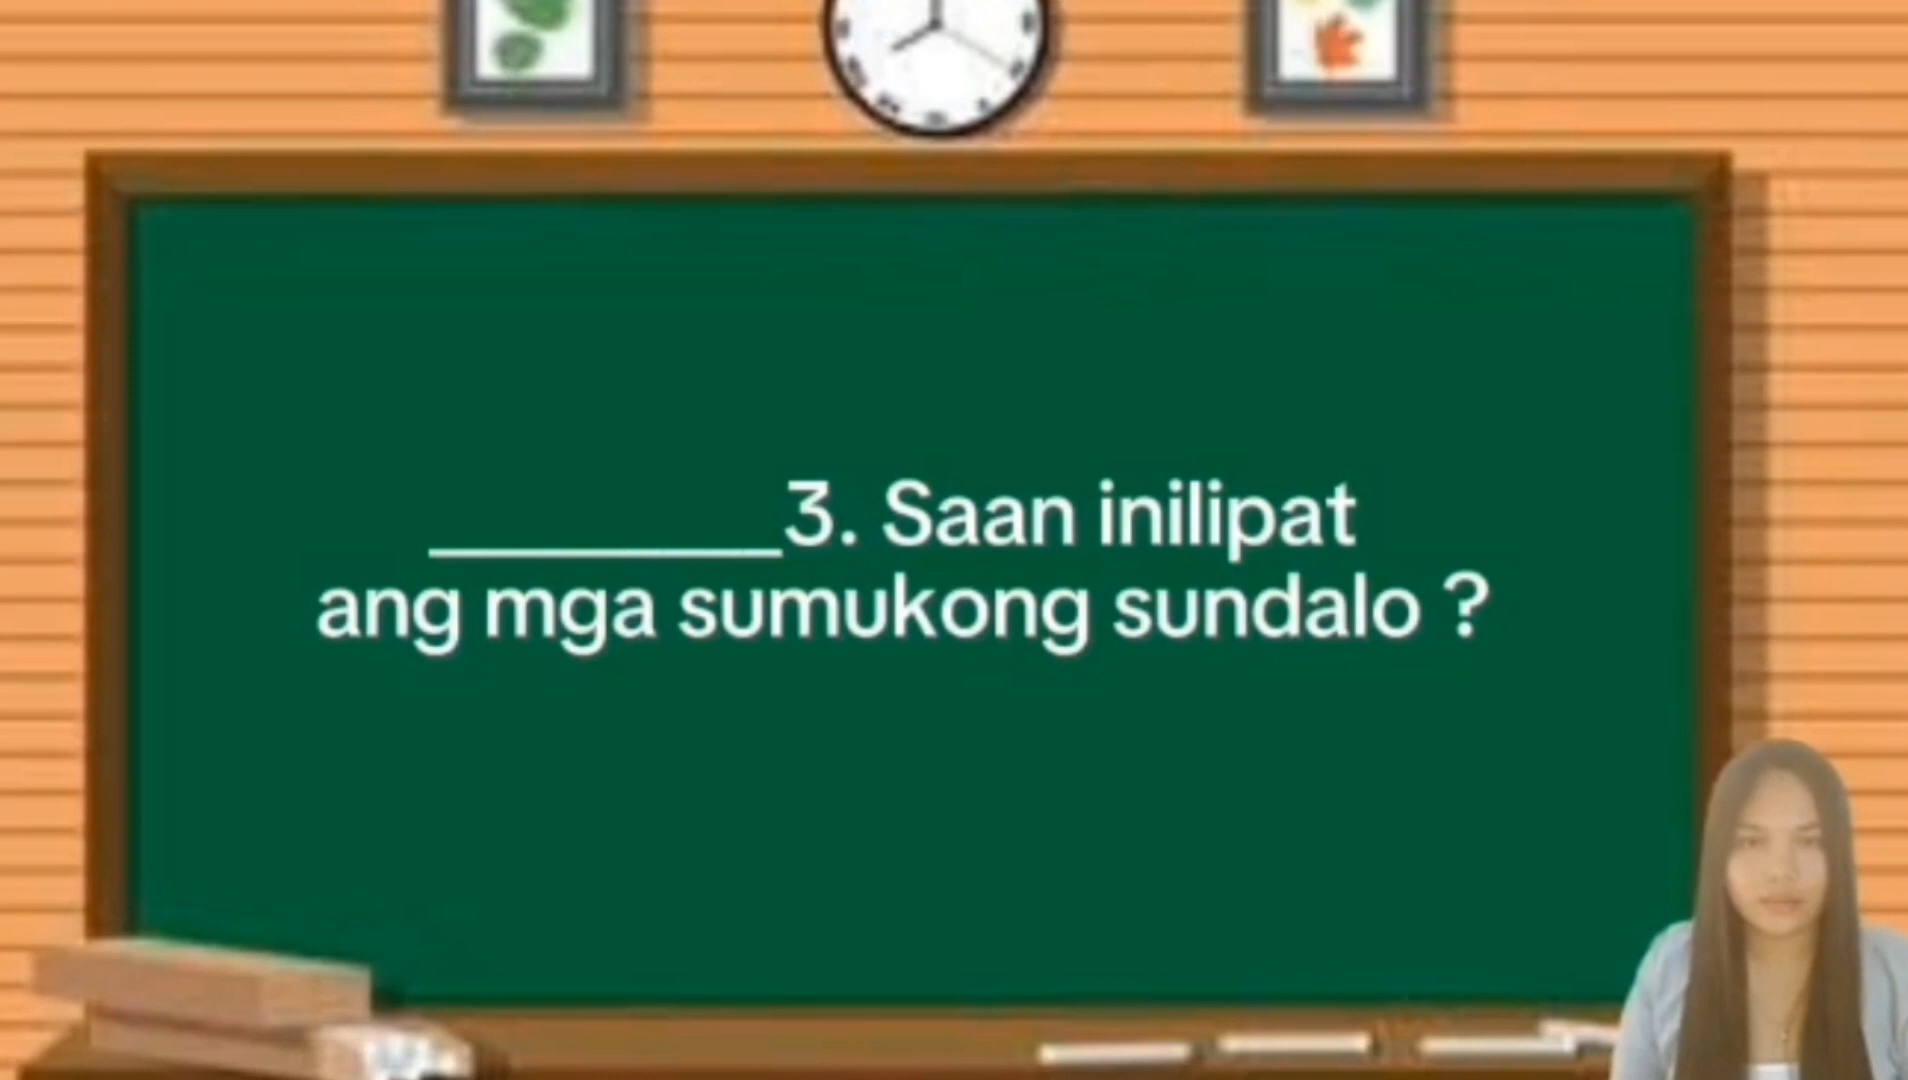 ________3. Saan inilipat
ang mga sumukong sundalo ?